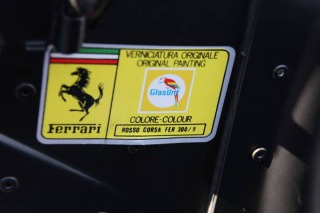 VERNICIATURA ORIGINALE
ORIGINAL PAINTING
Glasurit
COLORE-COLOUR
ROSSO CORSA FER 300/9
Ferrari